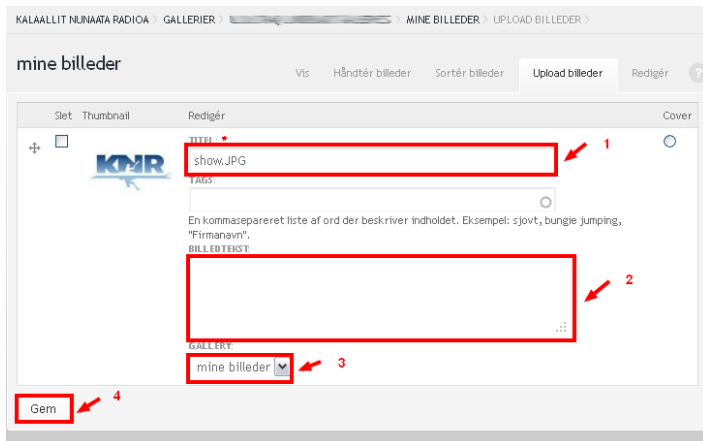 KALAALLIT NUNAATA RADIOA > GALLERIER > > MINE BILLEDER > UPLOAD BILLEDER >
mine billeder
Vis Håndtér billeder Sortér billeder Upload billeder Redigér ?
Slet Thumbnail Redigér Cover
TITEL: *
1
KNR
show.JPG
TAGS:
En kommasepareret liste af ord der beskriver indholdet. Eksempel: sjovt, bungie jumping,
"Firmanavn".
BILLEDTEKST:
2
GALLERY:
mine billeder
3
4
Gem